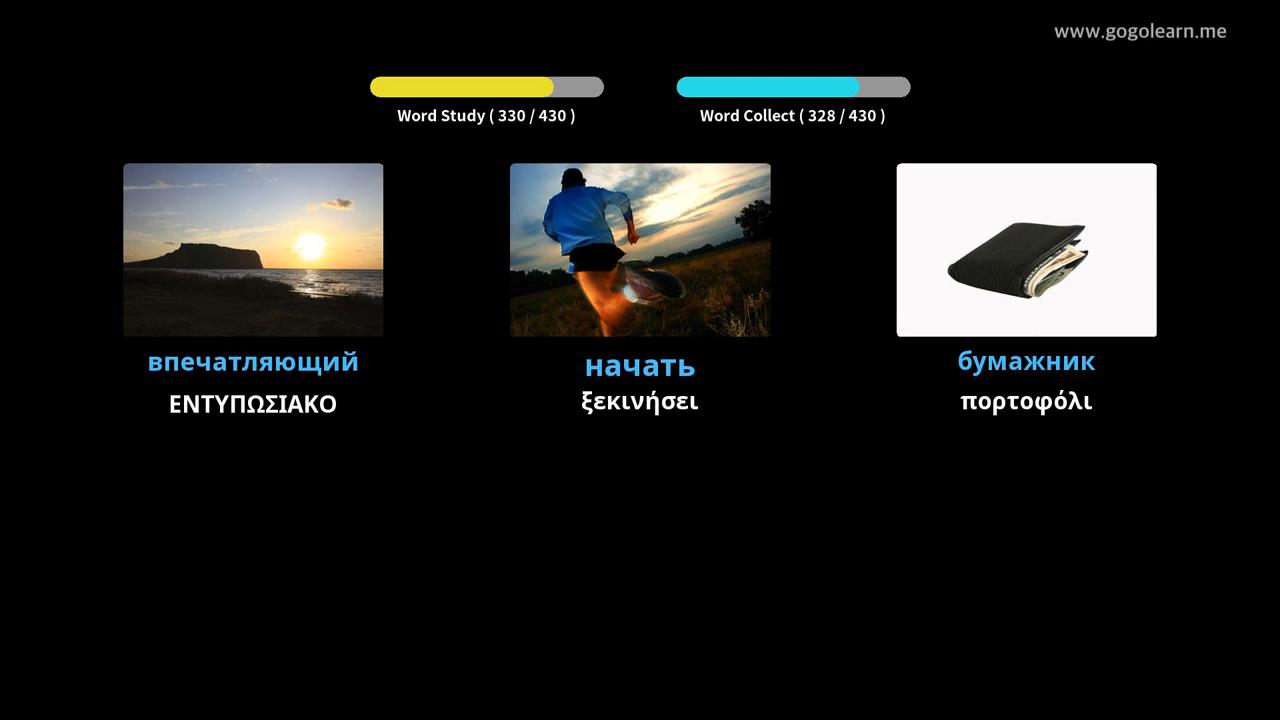 www.gogolearn.me
Word Study ( 330 / 430 )
Word Collect ( 328 / 430 )
впечатляющий
начать
бумажник
ΕΝΤΥΠΩΣΙΑΚΟ
ξεκινήσει
πορτοφόλι